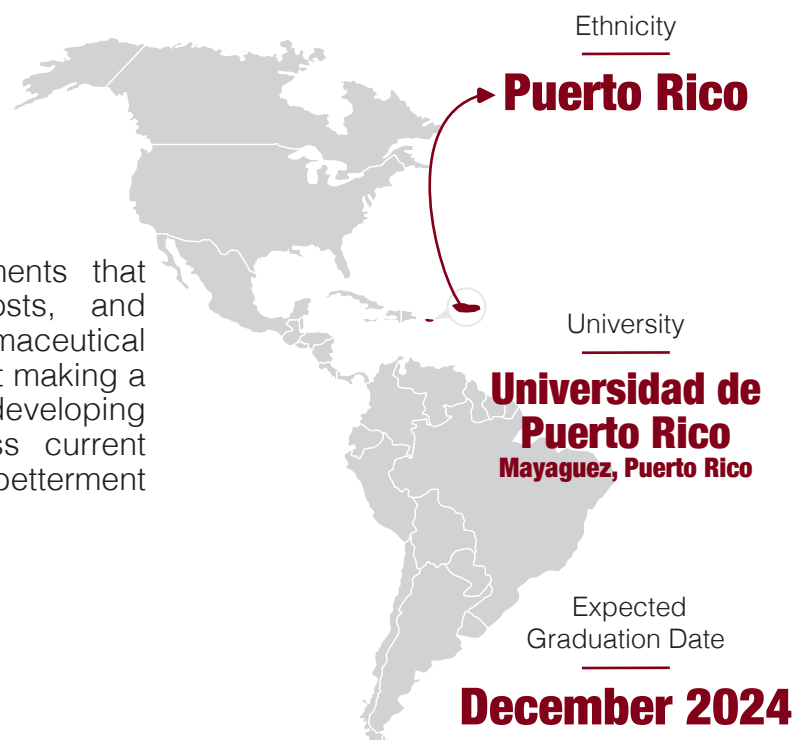 Ethnicity
Puerto Rico
ments that
osts, and
maceutical
t making a
developing
ss current
betterment
University
Universidad de
Puerto Rico
Mayaguez, Puerto Rico
Expected
Graduation Date
December 2024